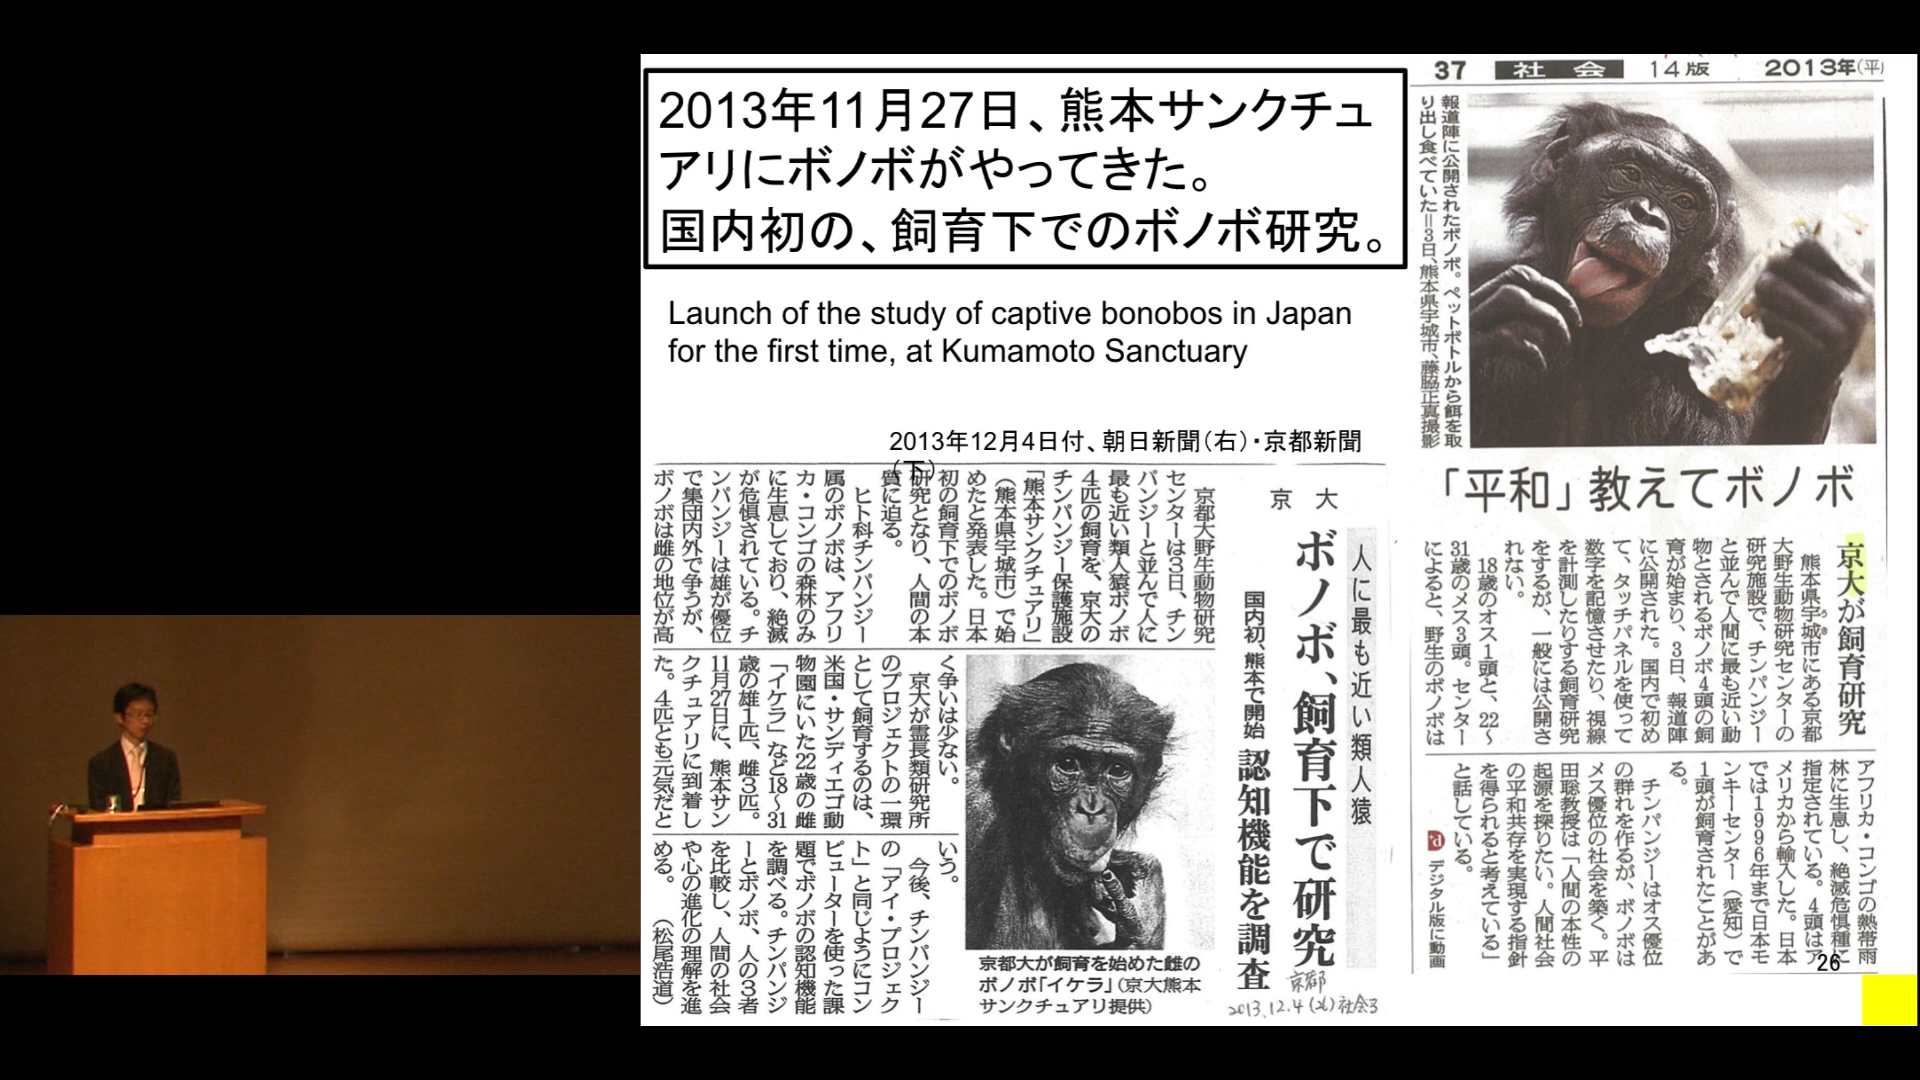 2013年11月27日、熊本サンクチュ
アリにボノボがやってきた。
国内初の、飼育下でのボノボ研究。
Launch of the study of captive bonobos in Japan
for the first time, at Kumamoto Sanctuary
2013年12月4日付、朝日新聞（右）・京都新聞
（下）
37 社会 14版 2013年(平
報道陣に公開されたボノボ。ペットボトルから餌を取
り出し食べていた＝3日、熊本県宇城市、藤脇正真撮影
「平和」教えてボノボ
京大が飼育研究
熊本県宇城市にある京都
大野生動物研究センターの
研究施設で、チンパンジー
と並んで人間に最も近い動
物とされるボノボ4頭の飼
育が始まり、3日、報道陣
に公開された。国内で初め
て、タッチパネルを使って
数字を記憶させたり、視線
を計測したりする飼育研究
をするが、一般には公開さ
れない。
18歳のオス1頭と、22～
31歳のメス3頭。センター
によると、野生のボノボは
アフリカ・コンゴの熱帯雨
林に生息し、絶滅危惧種に
指定されている。4頭はア
メリカから輸入した。日本
では1996年まで日本モ
ンキーセンター（愛知）で
1頭が飼育されたことがあ
る。
チンパンジーはオス優位
の群れを作るが、ボノボは
メス優位の社会を築く。平
田聡教授は「人間の本性の
起源を探りたい。人間社会
の平和共存を実現する指針
を得られると考えている」
と話している。
デジタル版に動画
京大
人に最も近い類人猿
ボノボ、飼育下で研究
国内初、熊本で開始 認知機能を調査
京都大野生動物研究
センターは3日、チン
パンジーと並んで人に
最も近い類人猿ボノボ
4匹の飼育を、京大の
チンパンジー保護施設
「熊本サンクチュアリ」
（熊本県宇城市）で始
めたと発表した。日本
初の飼育下でのボノボ
研究となり、人間の本
質に迫る。
ヒト科チンパンジー
属のボノボは、アフリ
カ・コンゴの森林のみ
に生息しており、絶滅
が危惧されている。チ
ンパンジーは雄が優位
で集団内外で争うが、
ボノボは雌の地位が高
く争いは少ない。
京大が霊長類研究所
のプロジェクトの一環
として飼育するのは、
米国・サンディエゴ動
物園にいた22歳の雌
「イケラ」など18～31
歳の雄1匹、雌3匹。
11月27日に、熊本サン
クチュアリに到着し
た。4匹とも元気だと
いう。
今後、チンパンジー
の「アイ・プロジェク
ト」と同じようにコン
ピューターを使った課
題でボノボの認知機能
を調べる。チンパンジ
ーとボノボ、人の3者
を比較し、人間の社会
や心の進化の理解を進
める。 （松尾浩道）
京都大が飼育を始めた雌の
ボノボ「イケラ」（京大熊本
サンクチュアリ提供）
京都
2013.12.4(水)社会3
26